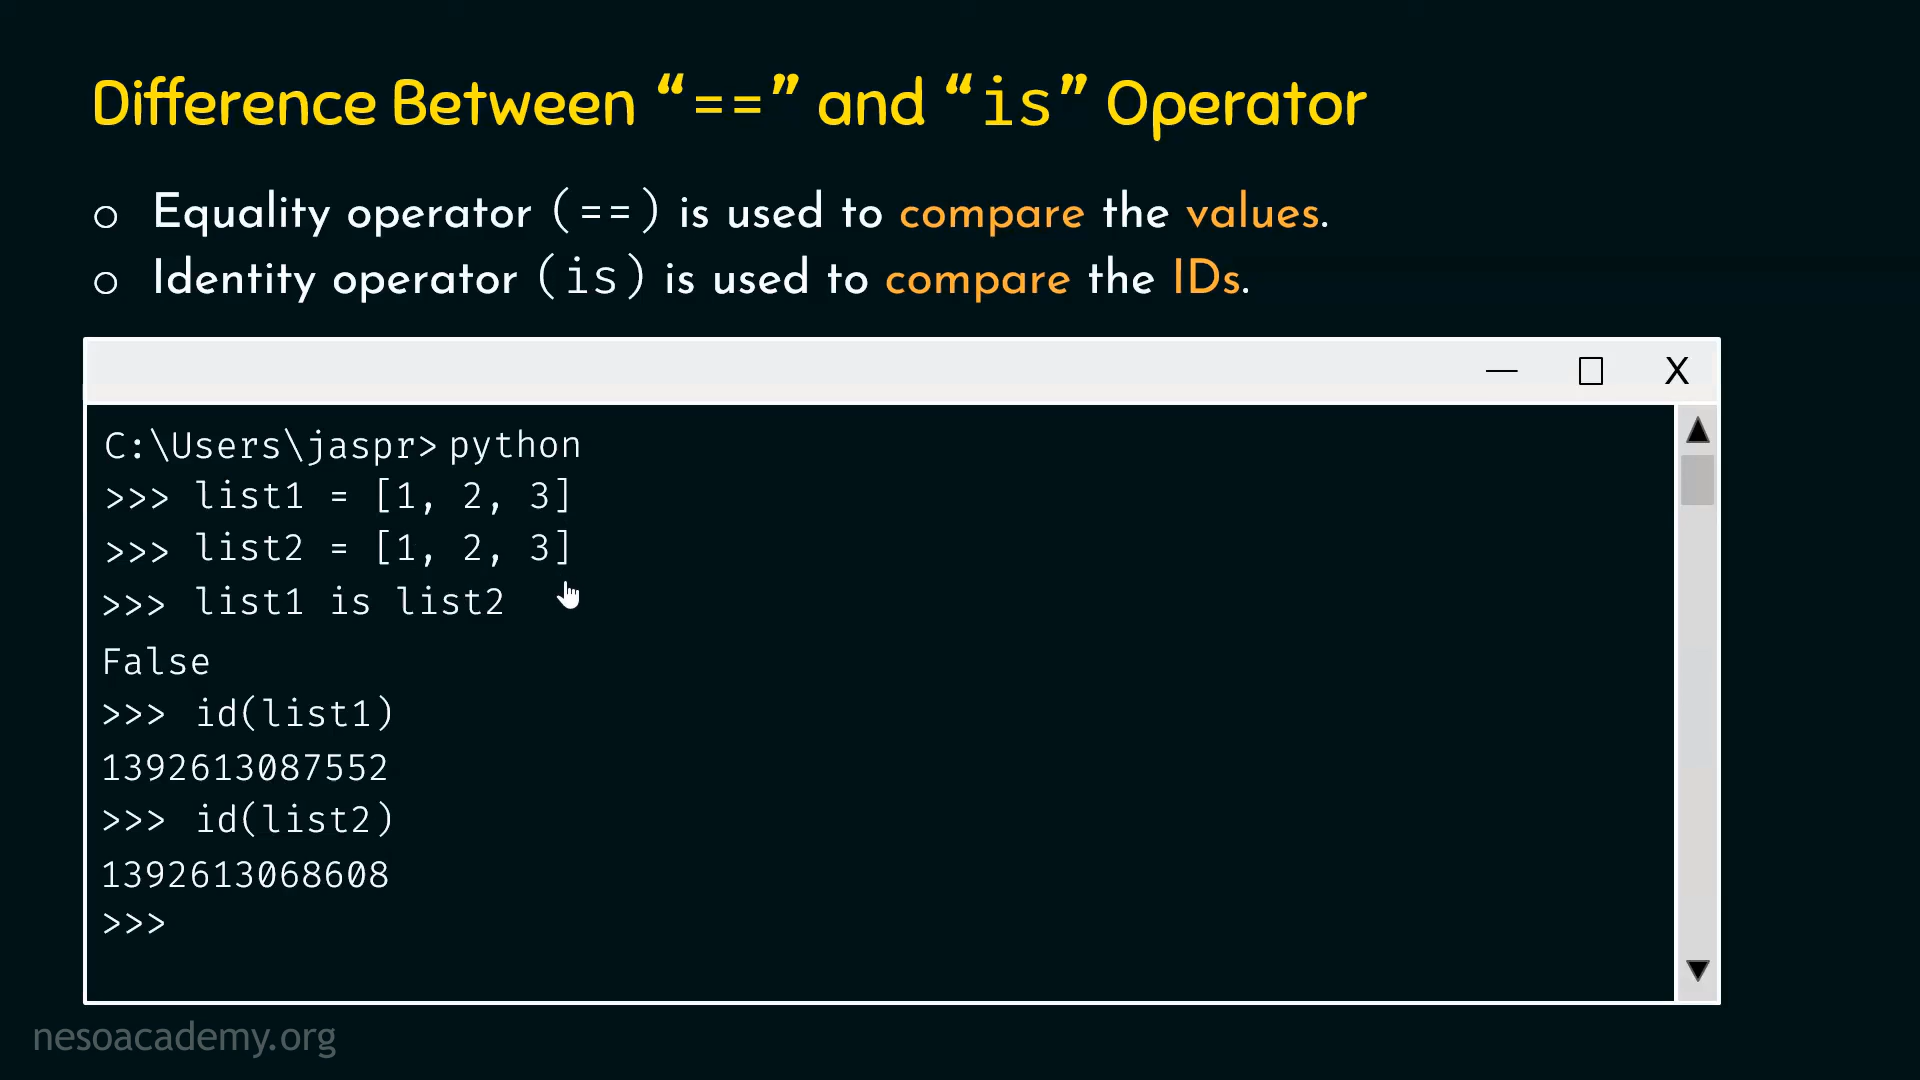 Difference Between “==” and “is” Operator
○ Equality operator (==) is used to compare the values.
○ Identity operator (is) is used to compare the IDs.
— □ X
C:\Users\jaspr> python
>>> list1 = [1, 2, 3]
>>> list2 = [1, 2, 3]
>>> list1 is list2
False
>>> id(list1)
1392613087552
>>> id(list2)
1392613068608
>>>
nesoacademy.org